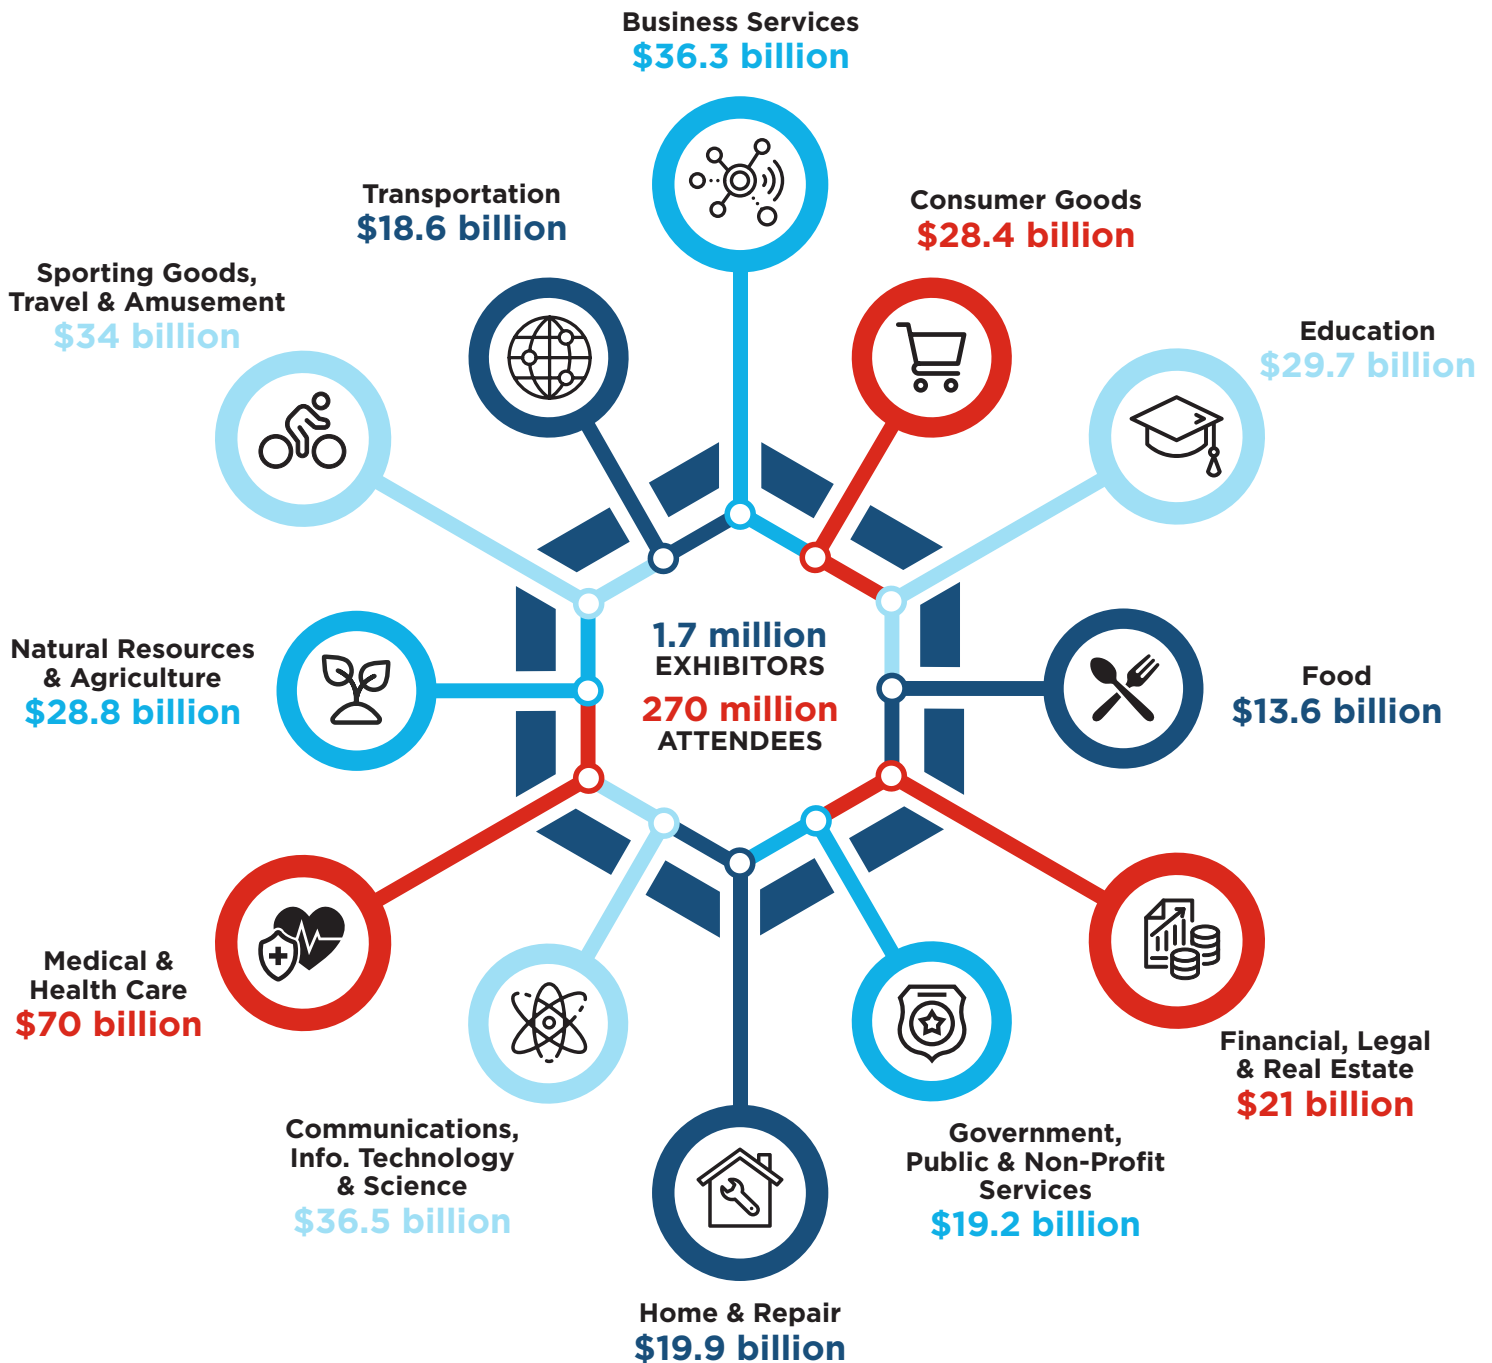 Business Services
$36.3 billion
Transportation
$18.6 billion
Consumer Goods
$28.4 billion
Sporting Goods,
Travel & Amusement
$34 billion
Education
$29.7 billion
Natural Resources
& Agriculture
$28.8 billion
1.7 million
EXHIBITORS
270 million
ATTENDEES
Food
$13.6 billion
Medical &
Health Care
$70 billion
Financial, Legal
& Real Estate
$21 billion
Communications,
Info. Technology
& Science
$36.5 billion
Government,
Public & Non-Profit
Services
$19.2 billion
Home & Repair
$19.9 billion